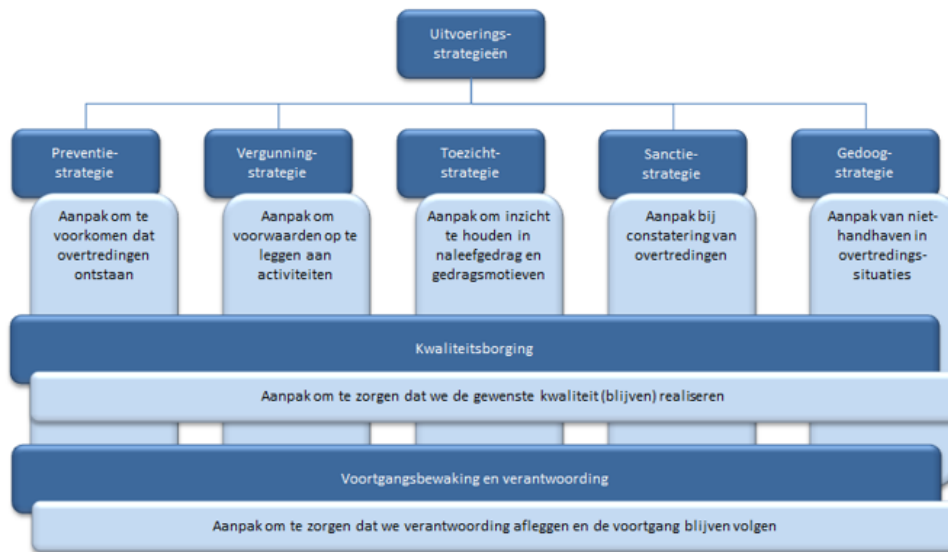 Uitvoerings-
strategieën
Preventie-
strategie
Aanpak om te
voorkomen dat
overtredingen
ontstaan
Vergunning-
strategie
Aanpak om
voorwaarden op te
leggen aan
activiteiten
Toezicht-
strategie
Aanpak om inzicht
te houden in
naleefgedrag en
gedragsmotieven
Sanctie-
strategie
Aanpak bij
constatering van
overtredingen
Gedoog-
strategie
Aanpak van niet-
handhaven in
overtredings-
situaties
Kwaliteitsborging
Aanpak om te zorgen dat we de gewenste kwaliteit (blijven) realiseren
Voortgangsbewaking en verantwoording
Aanpak om te zorgen dat we verantwoording afleggen en de voortgang blijven volgen